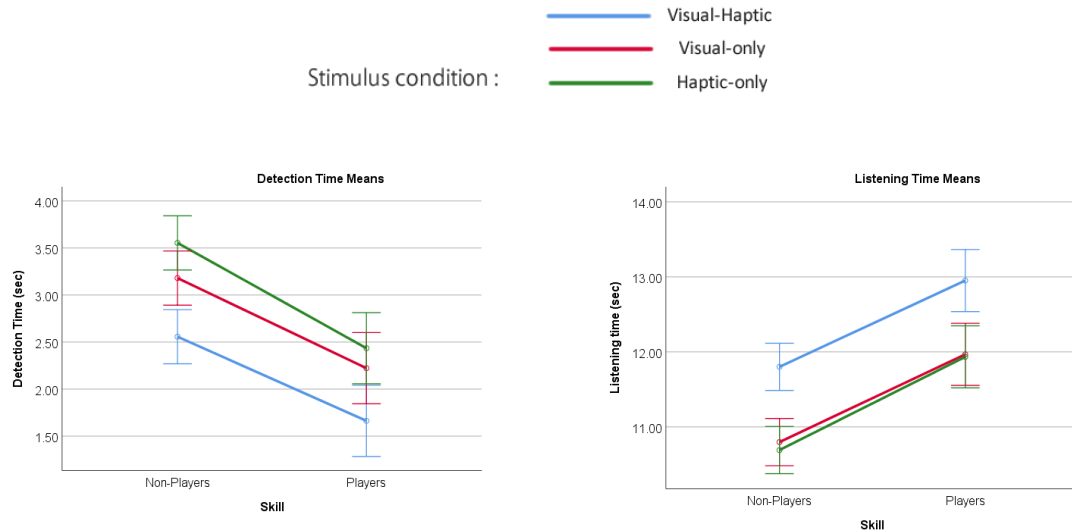 Stimulus condition :
Visual-Haptic
Visual-only
Haptic-only
Detection Time Means
Detection Time (sec)
4.00
3.50
3.00
2.50
2.00
1.50
Non-Players
Players
Skill
Listening Time Means
Listening time (sec)
14.00
13.00
12.00
11.00
Non-Players
Players
Skill